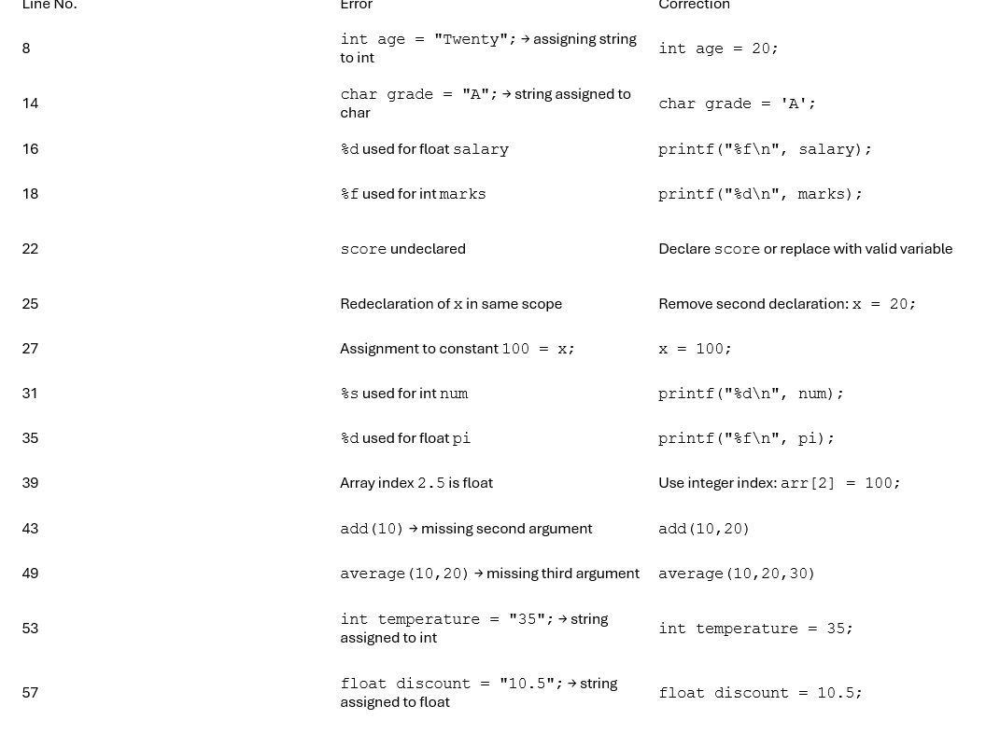 Line No. Error Correction
8 int age = "Twenty"; → assigning string to int int age = 20;
14 char grade = "A"; → string assigned to char char grade = 'A';
16 %d used for float salary printf("%f\n", salary);
18 %f used for int marks printf("%d\n", marks);
22 score undeclared Declare score or replace with valid variable
25 Redeclaration of x in same scope Remove second declaration: x = 20;
27 Assignment to constant 100 = x; x = 100;
31 %s used for int num printf("%d\n", num);
35 %d used for float pi printf("%f\n", pi);
39 Array index 2.5 is float Use integer index: arr[2] = 100;
43 add(10) → missing second argument add(10,20)
49 average(10,20) → missing third argument average(10,20,30)
53 int temperature = "35"; → string assigned to int int temperature = 35;
57 float discount = "10.5"; → string assigned to float float discount = 10.5;